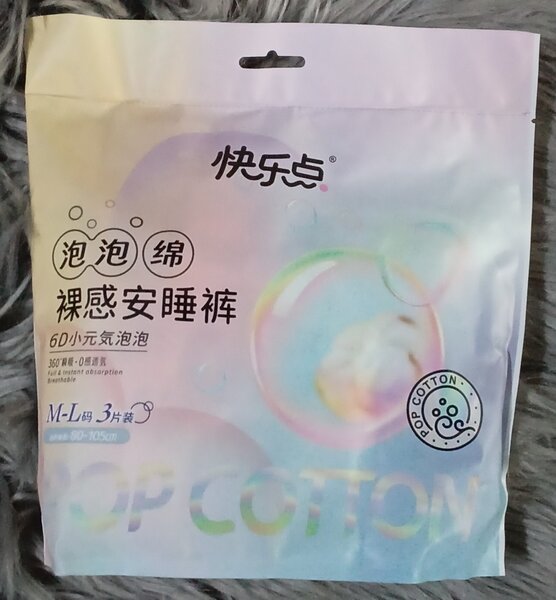 快乐点®
泡泡绵
裸感安睡裤
6D小元気泡泡
360°瞬吸·0感透氛
Full & Instant absorption
Breathable
M-L码 3片装
80-105cm
POP COTTON
POP COTTON